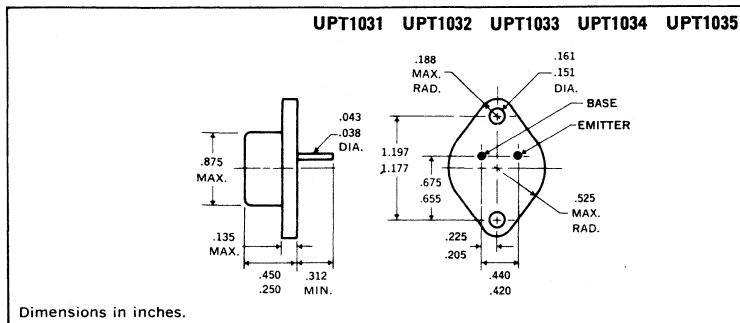 UPT1031 UPT1032 UPT1033 UPT1034 UPT1035
.188
MAX.
RAD.
.161
.151
DIA.
BASE
EMITTER
.043
.038
DIA.
.875
MAX.
1.197
1.177
.675
.655
.525
MAX.
RAD.
.135
MAX.
.225
.205
.450
.250
.312
MIN.
.440
.420
Dimensions in inches.